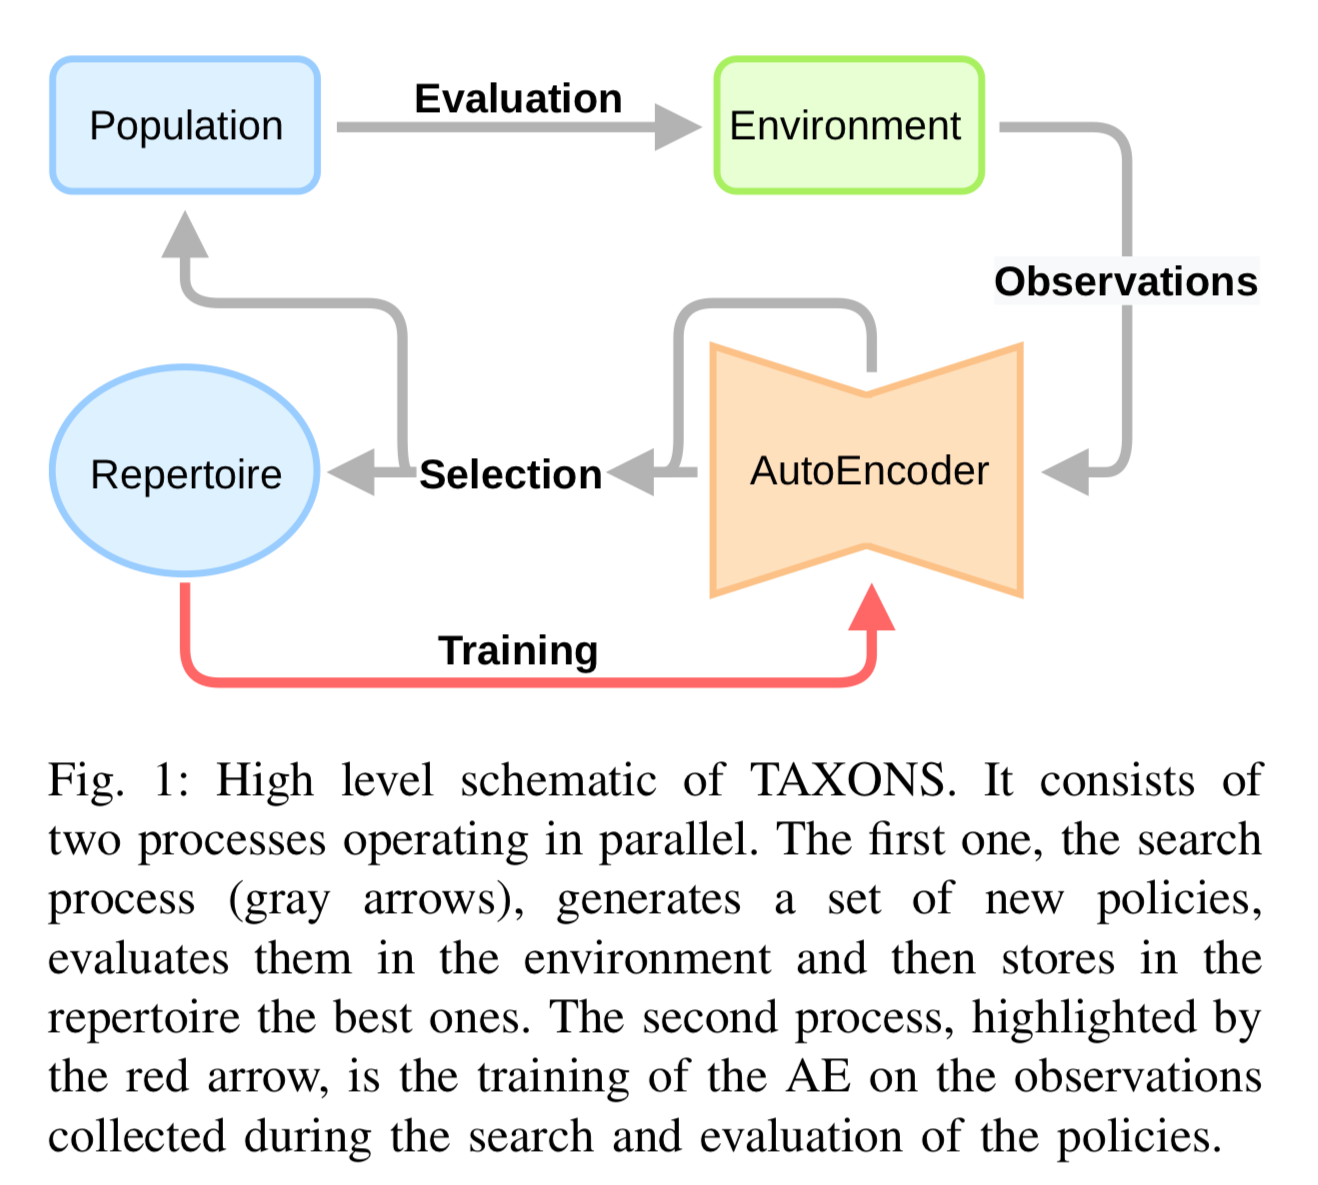 Population
Evaluation
Environment
Observations
Repertoire
Selection
AutoEncoder
Training
Fig. 1: High level schematic of TAXONS. It consists of
two processes operating in parallel. The first one, the search
process (gray arrows), generates a set of new policies,
evaluates them in the environment and then stores in the
repertoire the best ones. The second process, highlighted by
the red arrow, is the training of the AE on the observations
collected during the search and evaluation of the policies.